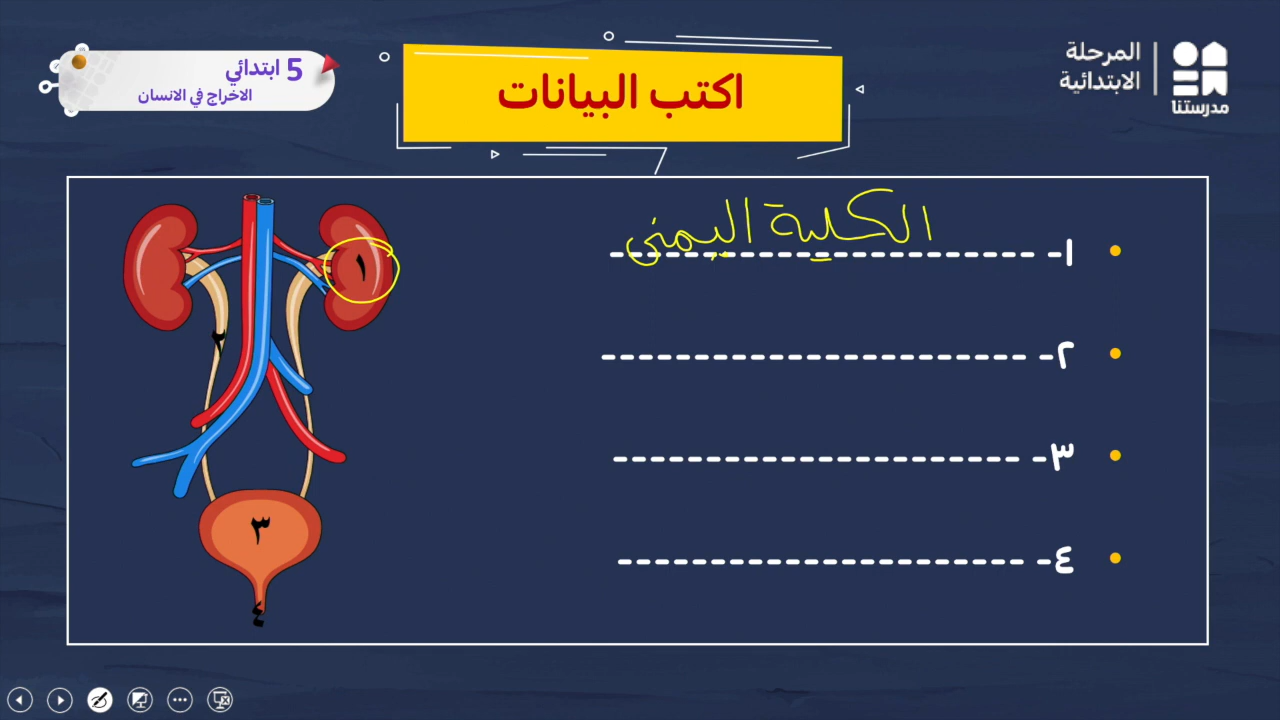 المرحلة
الابتدائية
مدرستنا
5 ابتدائي
الاخراج في الانسان
اكتب البيانات
١- الكلية اليمنى
٢-
٣-
٤-
١
٢
٣
٤